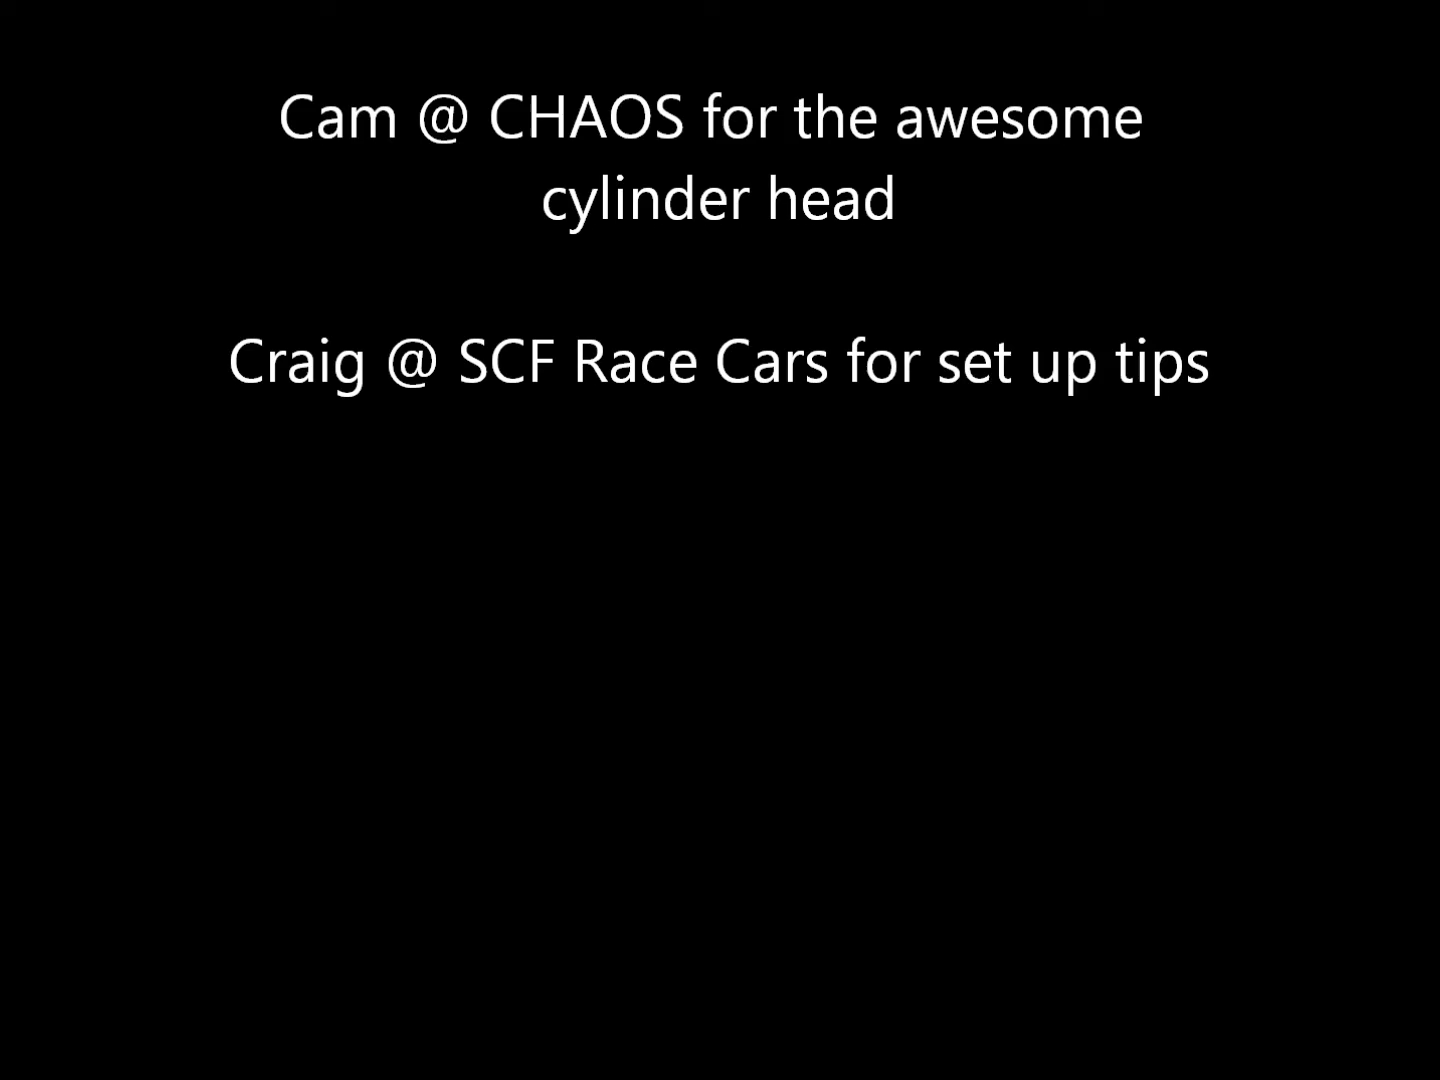 Cam @ CHAOS for the awesome
cylinder head
Craig @ SCF Race Cars for set up tips